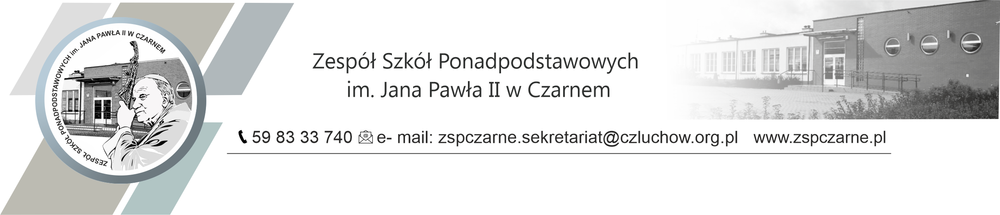 ZESPÓŁ SZKÓŁ PONADPODSTAWOWYCH im. JANA PAWŁA II W CZARNEM
Zespół Szkół Ponadpodstawowych
im. Jana Pawła II w Czarnem
59 83 33 740 e- mail: zspczarne.sekretariat@czluchow.org.pl www.zspczarne.pl